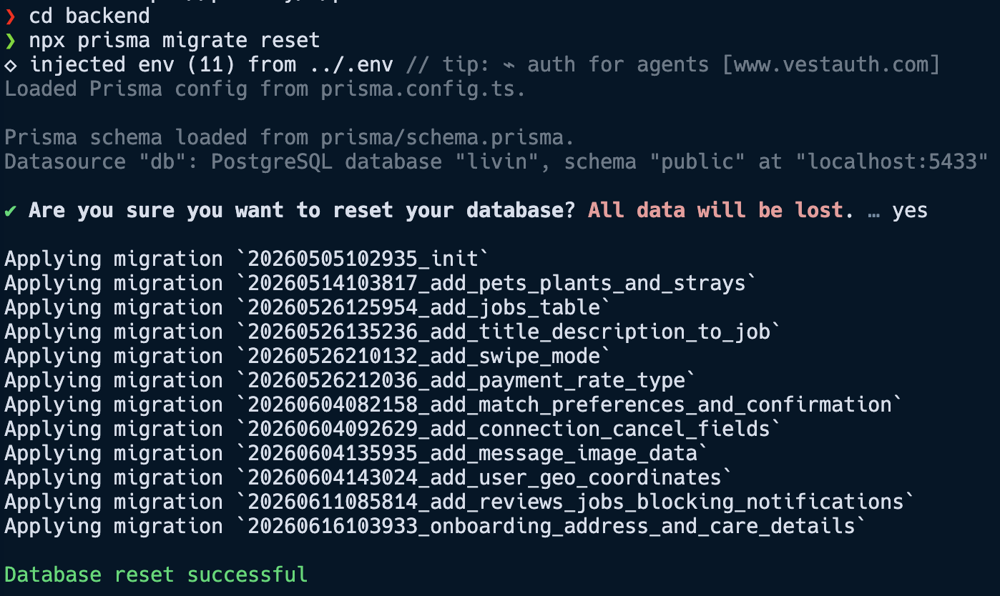 ❯ cd backend
❯ npx prisma migrate reset
◇ injected env (11) from ../.env // tip: ⌁ auth for agents [www.vestauth.com]
Loaded Prisma config from prisma.config.ts.
Prisma schema loaded from prisma/schema.prisma.
Datasource "db": PostgreSQL database "livin", schema "public" at "localhost:5433"
✔ Are you sure you want to reset your database? All data will be lost. … yes
Applying migration `20260505102935_init`
Applying migration `20260514103817_add_pets_plants_and_strays`
Applying migration `20260526125954_add_jobs_table`
Applying migration `20260526135236_add_title_description_to_job`
Applying migration `20260526210132_add_swipe_mode`
Applying migration `20260526212036_add_payment_rate_type`
Applying migration `20260604082158_add_match_preferences_and_confirmation`
Applying migration `20260604092629_add_connection_cancel_fields`
Applying migration `20260604135935_add_message_image_data`
Applying migration `20260604143024_add_user_geo_coordinates`
Applying migration `20260611085814_add_reviews_jobs_blocking_notifications`
Applying migration `20260616103933_onboarding_address_and_care_details`
Database reset successful